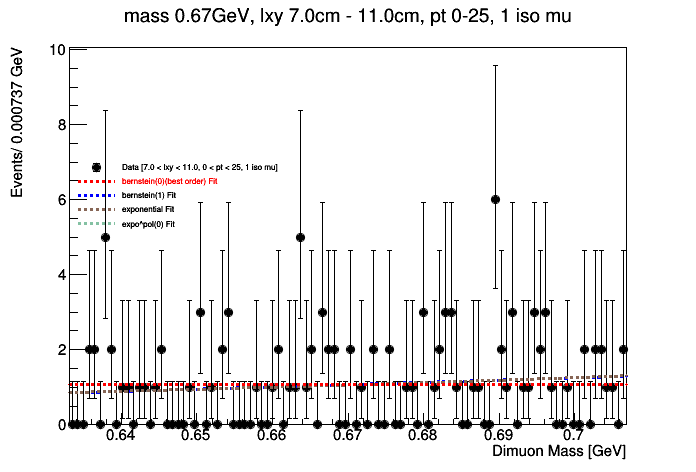 mass 0.67GeV, lxy 7.0cm - 11.0cm, pt 0-25, 1 iso mu
Events/ 0.000737 GeV
10
8
6
4
2
0
Data [7.0 < lxy < 11.0, 0 < pt < 25, 1 iso mu]
bernstein(0)(best order) Fit
bernstein(1) Fit
exponential Fit
expo*pol(0) Fit
0.64 0.65 0.66 0.67 0.68 0.69 0.7
Dimuon Mass [GeV]